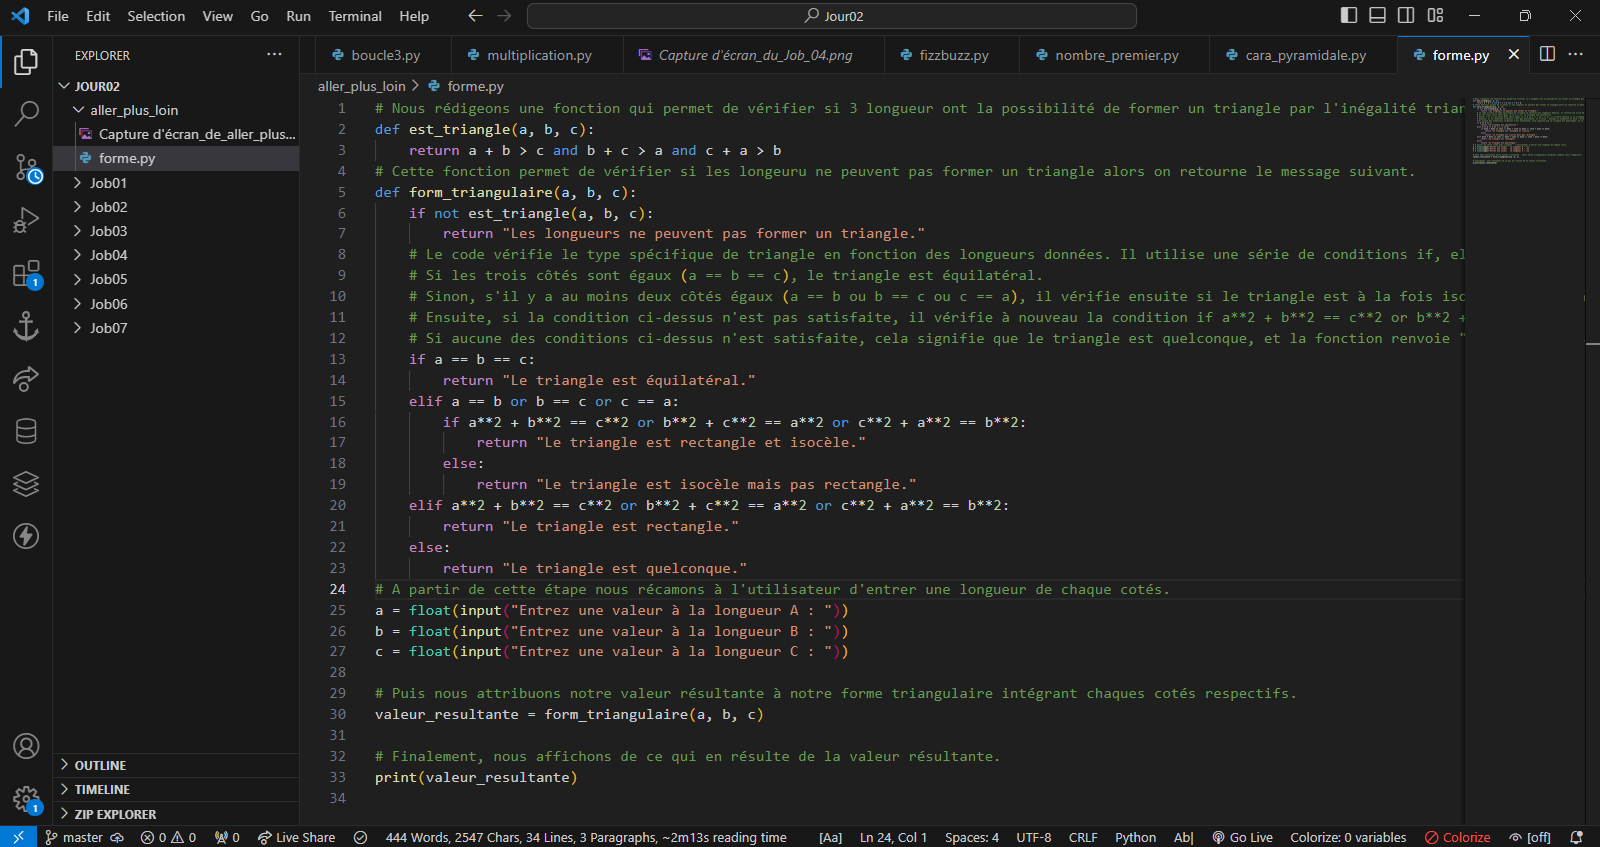 File Edit Selection View Go Run Terminal Help
Jour02
EXPLORER
boucle3.py
multiplication.py
Capture d'écran_du_Job_04.png
fizzbuzz.py
nombre_premier.py
cara_pyramidale.py
forme.py
JOUR02
aller_plus_loin
Capture d'écran_de_aller_plus...
forme.py
Job01
Job02
Job03
Job04
Job05
Job06
Job07
OUTLINE
TIMELINE
ZIP EXPLORER
1
1
aller_plus_loin > forme.py
1 # Nous rédigeons une fonction qui permet de vérifier si 3 longueur ont la possibilité de former un triangle par l'inégalité trian
2 def est_triangle(a, b, c):
3 return a + b > c and b + c > a and c + a > b
4 # Cette fonction permet de vérifier si les longeuru ne peuvent pas former un triangle alors on retourne le message suivant.
5 def form_triangulaire(a, b, c):
6 if not est_triangle(a, b, c):
7 return "Les longueurs ne peuvent pas former un triangle."
8 # Le code vérifie le type spécifique de triangle en fonction des longueurs données. Il utilise une série de conditions if, el
9 # Si les trois côtés sont égaux (a == b == c), le triangle est équilatéral.
10 # Sinon, s'il y a au moins deux côtés égaux (a == b ou b == c ou c == a), il vérifie ensuite si le triangle est à la fois iso
11 # Ensuite, si la condition ci-dessus n'est pas satisfaite, il vérifie à nouveau la condition if a**2 + b**2 == c**2 or b**2 +
12 # Si aucune des conditions ci-dessus n'est satisfaite, cela signifie que le triangle est quelconque, et la fonction renvoie "
13 if a == b == c:
14 return "Le triangle est équilatéral."
15 elif a == b or b == c or c == a:
16 if a**2 + b**2 == c**2 or b**2 + c**2 == a**2 or c**2 + a**2 == b**2:
17 return "Le triangle est rectangle et isocèle."
18 else:
19 return "Le triangle est isocèle mais pas rectangle."
20 elif a**2 + b**2 == c**2 or b**2 + c**2 == a**2 or c**2 + a**2 == b**2:
21 return "Le triangle est rectangle."
22 else:
23 return "Le triangle est quelconque."
24 # A partir de cette étape nous récamons à l'utilisateur d'entrer une longueur de chaque cotés.
25 a = float(input("Entrez une valeur à la longueur A : "))
26 b = float(input("Entrez une valeur à la longueur B : "))
27 c = float(input("Entrez une valeur à la longueur C : "))
28
29 # Puis nous attribuons notre valeur résultante à notre forme triangulaire intégrant chaques cotés respectifs.
30 valeur_resultante = form_triangulaire(a, b, c)
31
32 # Finalement, nous affichons de ce qui en résulte de la valeur résultante.
33 print(valeur_resultante)
34
master 0 0 0 Live Share 444 Words, 2547 Chars, 34 Lines, 3 Paragraphs, ~2m13s reading time [Aa] Ln 24, Col 1 Spaces: 4 UTF-8 CRLF Python Ab| Go Live Colorize: 0 variables Colorize [off]